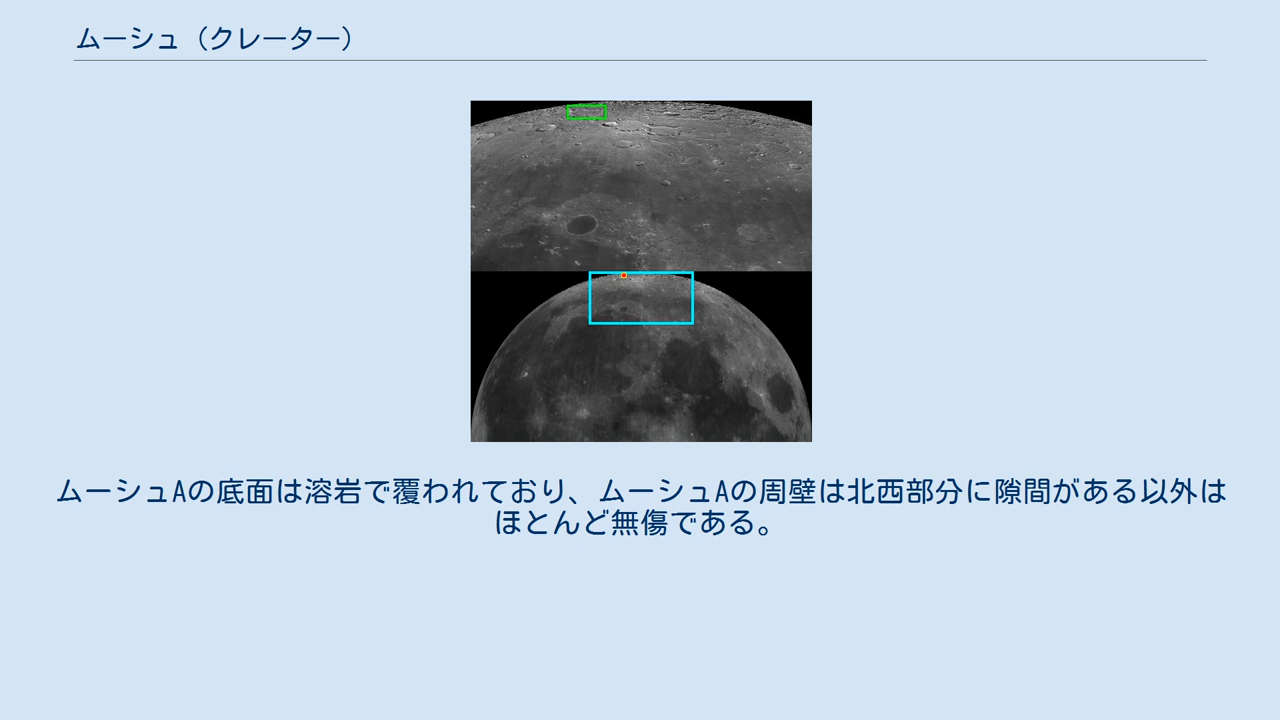 ムーシュ（クレーター）
ムーシュAの底面は溶岩で覆われており、ムーシュAの周壁は北西部分に隙間がある以外は
ほとんど無傷である。